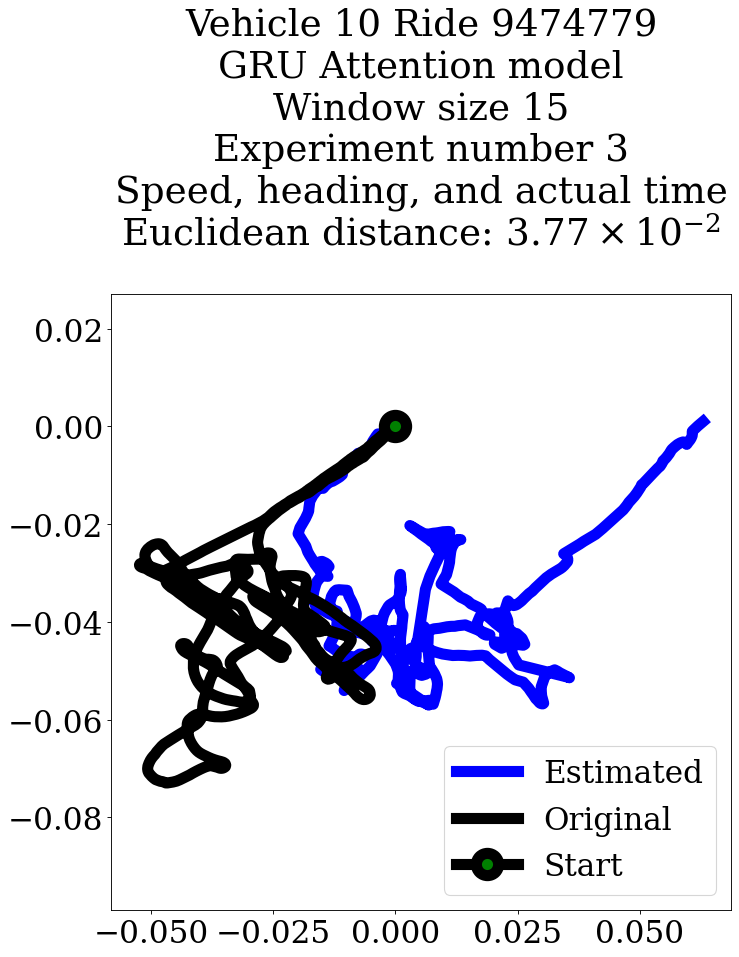 Vehicle 10 Ride 9474779
GRU Attention model
Window size 15
Experiment number 3
Speed, heading, and actual time
Euclidean distance: 3.77 × 10⁻²
0.02
0.00
−0.02
−0.04
−0.06
−0.08
Estimated
Original
Start
−0.050 −0.025 0.000 0.025 0.050